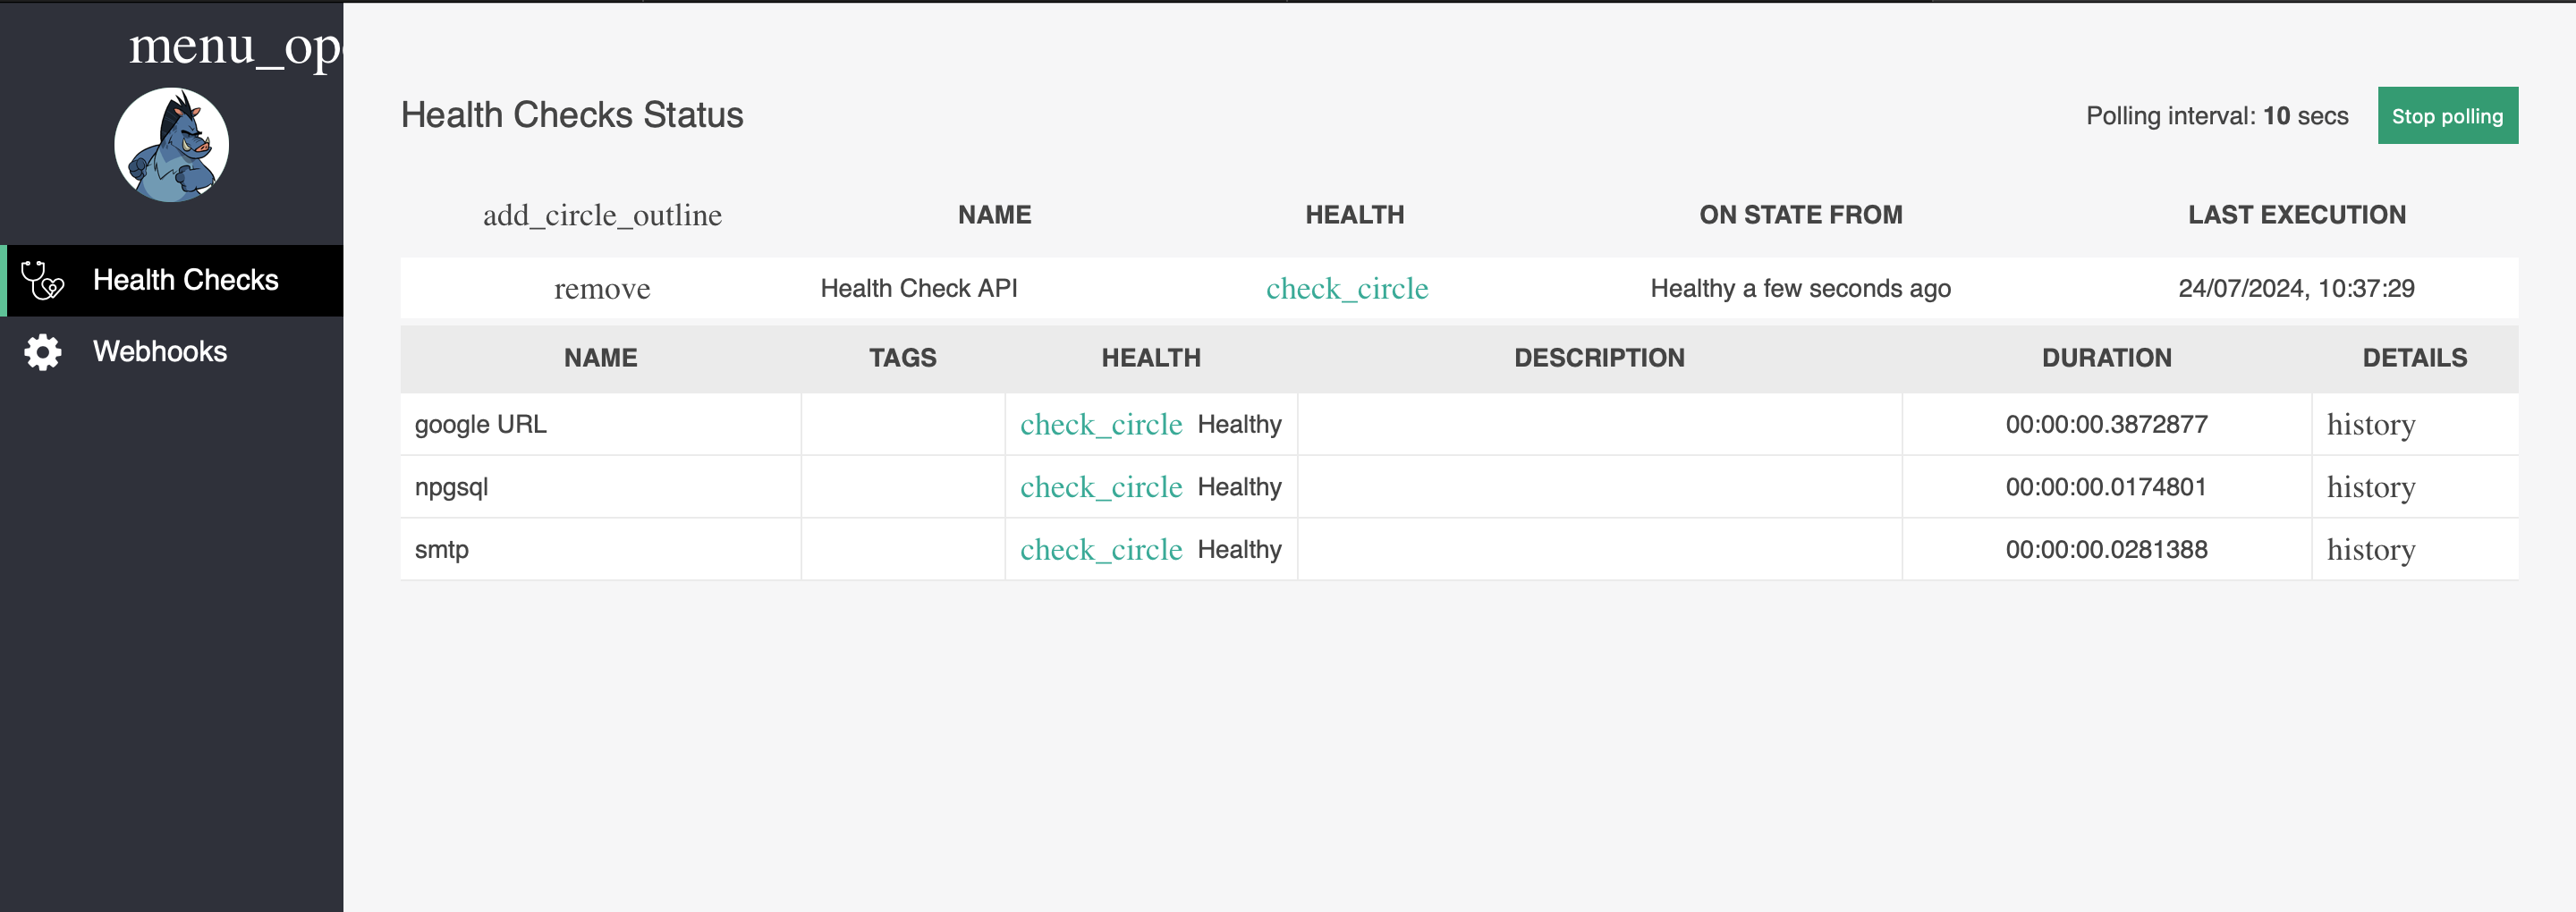 menu_op
Health Checks
Webhooks
Health Checks Status
Polling interval: 10 secs
Stop polling
add_circle_outline NAME HEALTH ON STATE FROM LAST EXECUTION
remove Health Check API check_circle Healthy a few seconds ago 24/07/2024, 10:37:29
NAME TAGS HEALTH DESCRIPTION DURATION DETAILS
google URL check_circle Healthy 00:00:00.3872877 history
npgsql check_circle Healthy 00:00:00.0174801 history
smtp check_circle Healthy 00:00:00.0281388 history